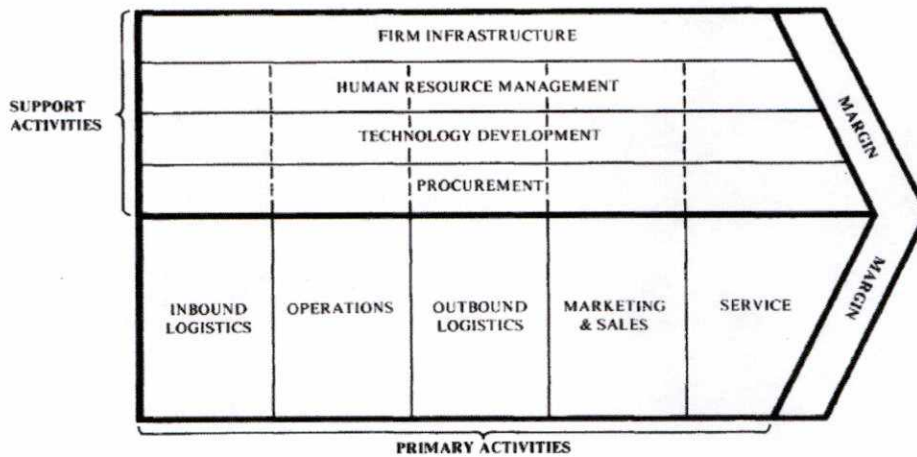 FIRM INFRASTRUCTURE
HUMAN RESOURCE MANAGEMENT
SUPPORT
ACTIVITIES
TECHNOLOGY DEVELOPMENT
PROCUREMENT
MARGIN
MARGIN
INBOUND
LOGISTICS
OPERATIONS
OUTBOUND
LOGISTICS
MARKETING
& SALES
SERVICE
PRIMARY ACTIVITIES